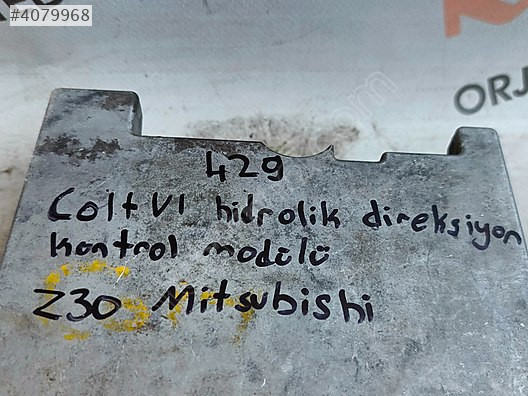 #4079968
ORJ
429
Colt VI hidrolik direksiyon
kontrol modülü
Z30 Mitsubishi